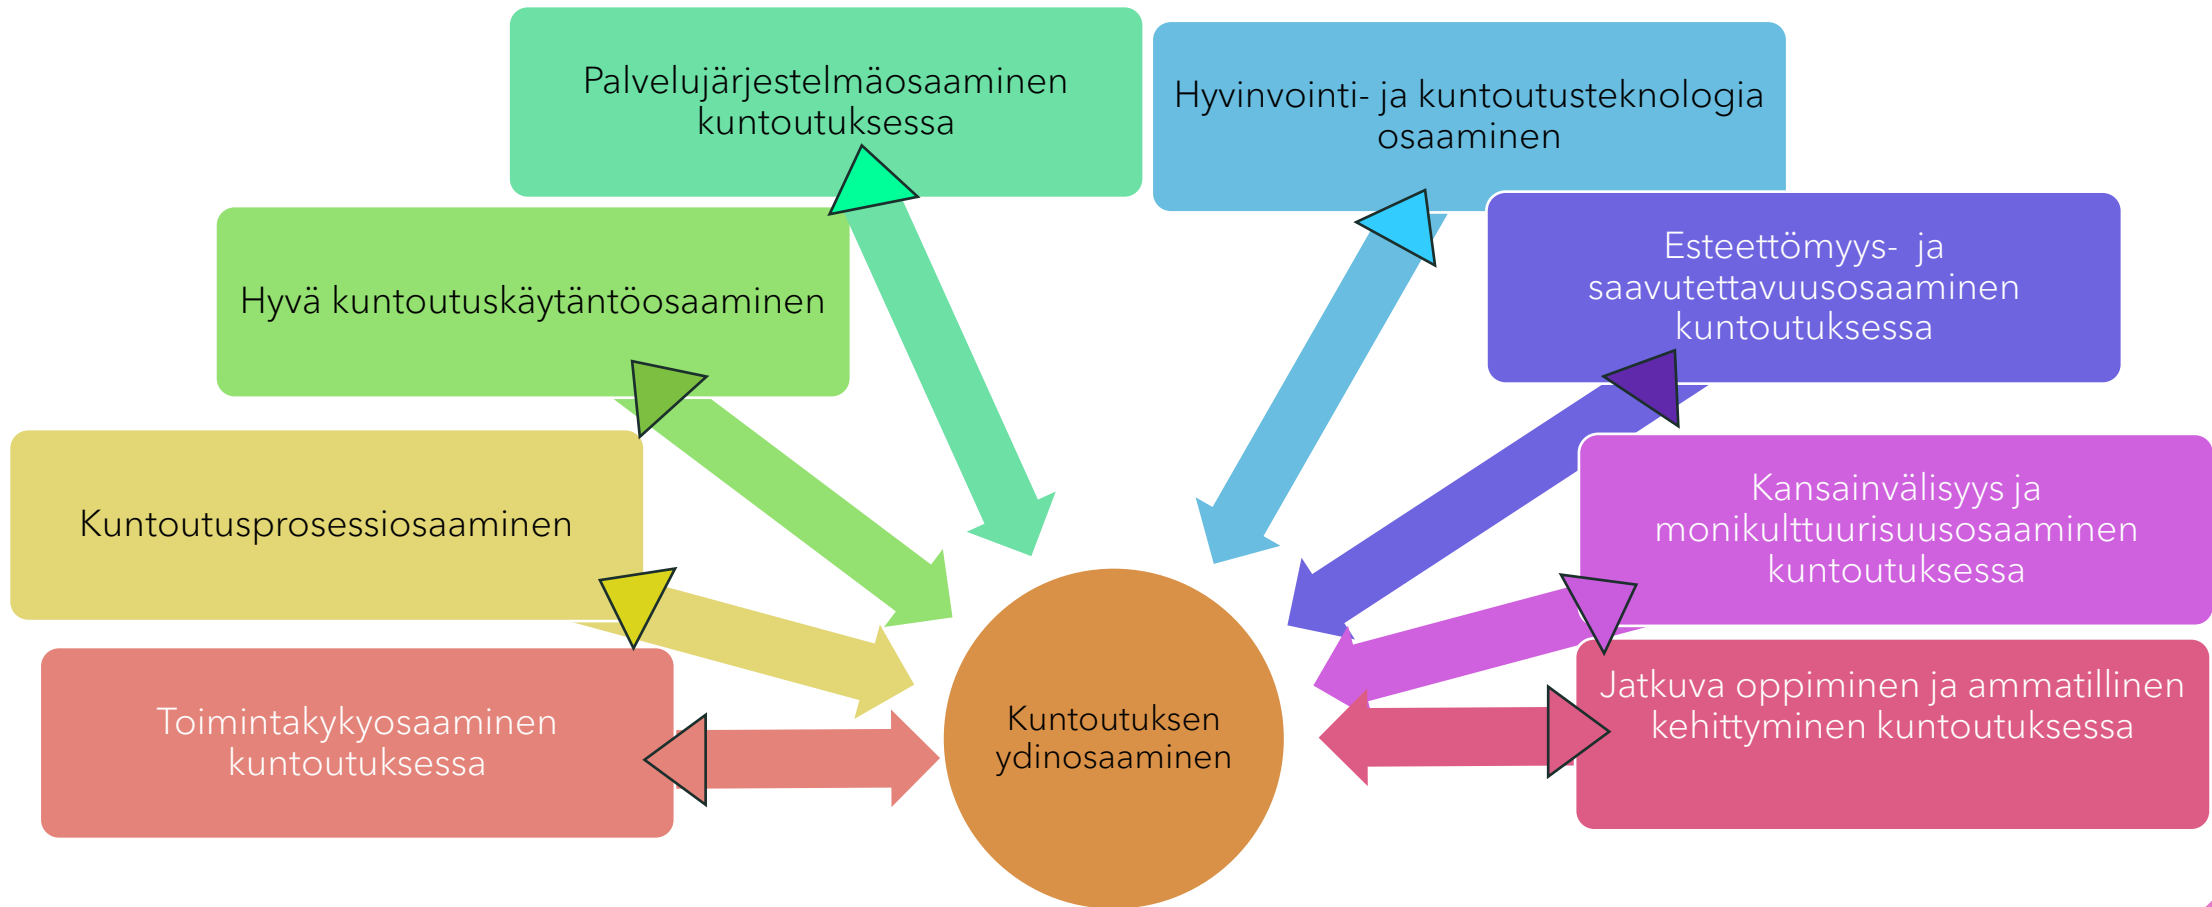 Palvelujärjestelmäosaaminen
kuntoutuksessa
Hyvinvointi- ja kuntoutusteknologia
osaaminen
Hyvä kuntoutuskäytäntöosaaminen
Esteettömyys- ja
saavutettavuusosaaminen
kuntoutuksessa
Kuntoutusprosessiosaaminen
Kansainvälisyys ja
monikulttuurisuusosaaminen
kuntoutuksessa
Toimintakykyosaaminen
kuntoutuksessa
Kuntoutuksen
ydinosaaminen
Jatkuva oppiminen ja ammatillinen
kehittyminen kuntoutuksessa